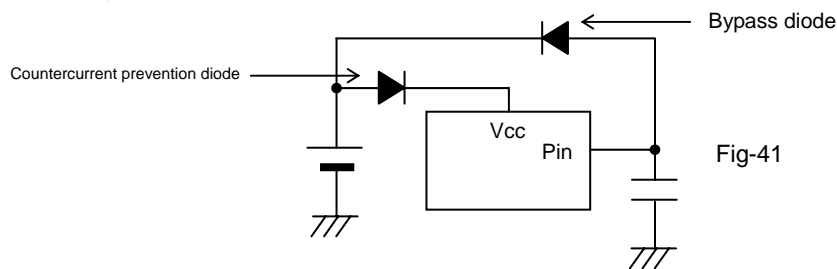 Bypass diode
Countercurrent prevention diode
Vcc
Pin
Fig-41